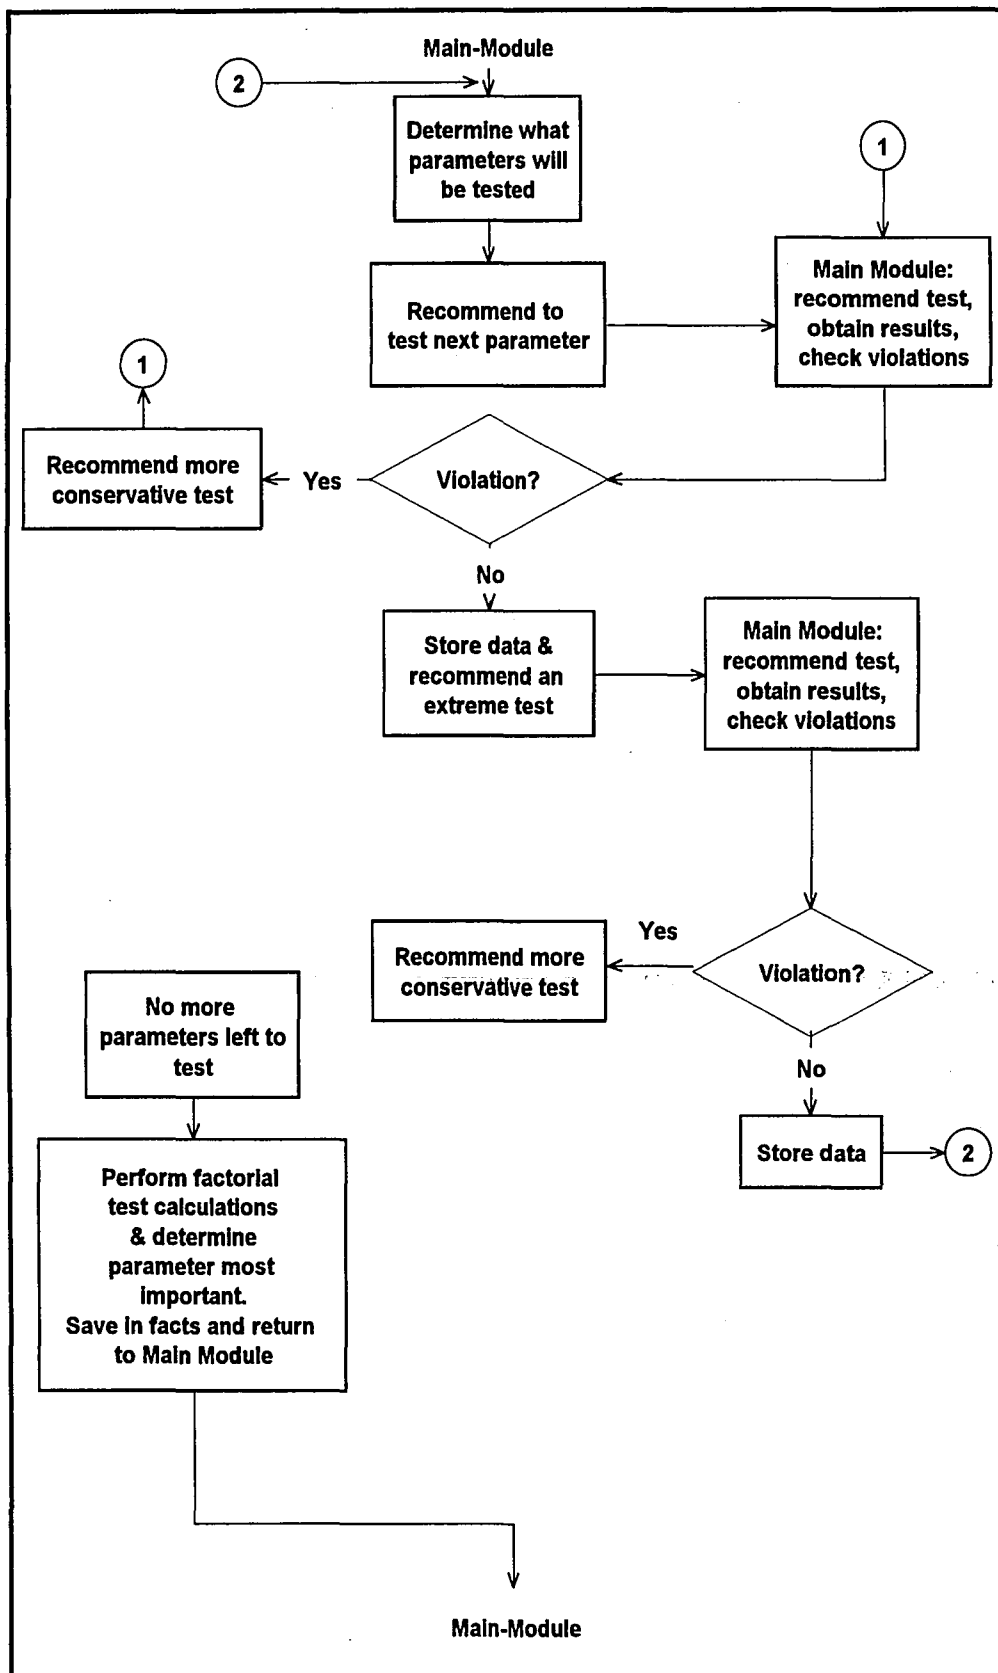 Main-Module
2
Determine what
parameters will
be tested
1
Main Module:
recommend test,
obtain results,
check violations
Recommend to
test next parameter
1
Recommend more
conservative test
Yes
Violation?
No
Store data &
recommend an
extreme test
Main Module:
recommend test,
obtain results,
check violations
Yes
Recommend more
conservative test
Violation?
No more
parameters left to
test
No
Store data
2
Perform factorial
test calculations
& determine
parameter most
important.
Save in facts and return
to Main Module
Main-Module